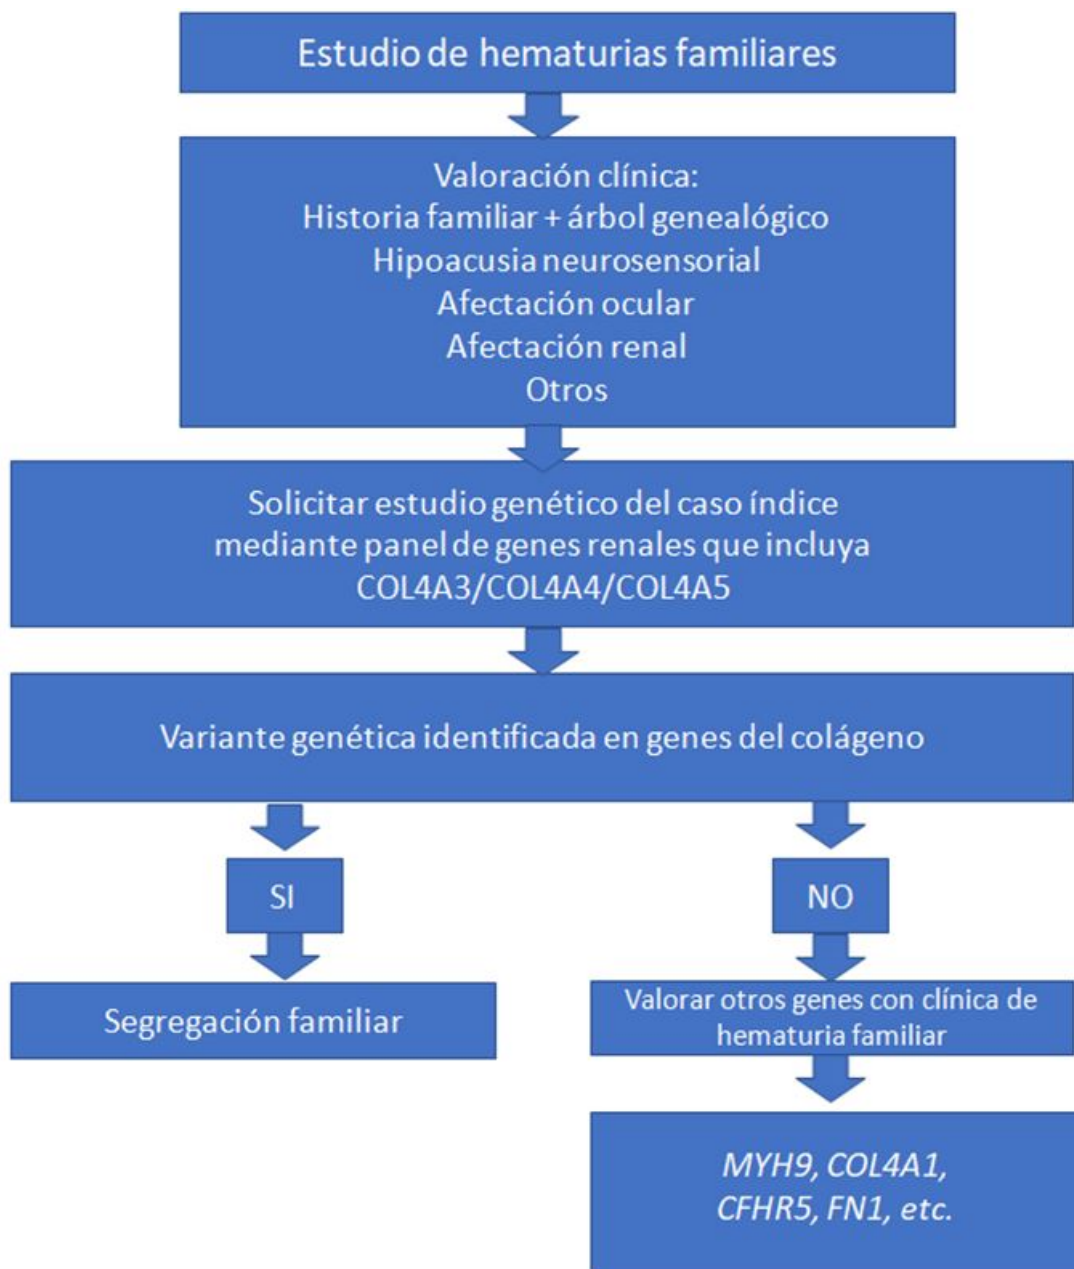 Estudio de hematurias familiares
Valoración clínica:
Historia familiar + árbol genealógico
Hipoacusia neurosensorial
Afectación ocular
Afectación renal
Otros
Solicitar estudio genético del caso índice
mediante panel de genes renales que incluya
COL4A3/COL4A4/COL4A5
Variante genética identificada en genes del colágeno
SI
NO
Segregación familiar
Valorar otros genes con clínica de
hematuria familiar
MYH9, COL4A1,
CFHR5, FN1, etc.